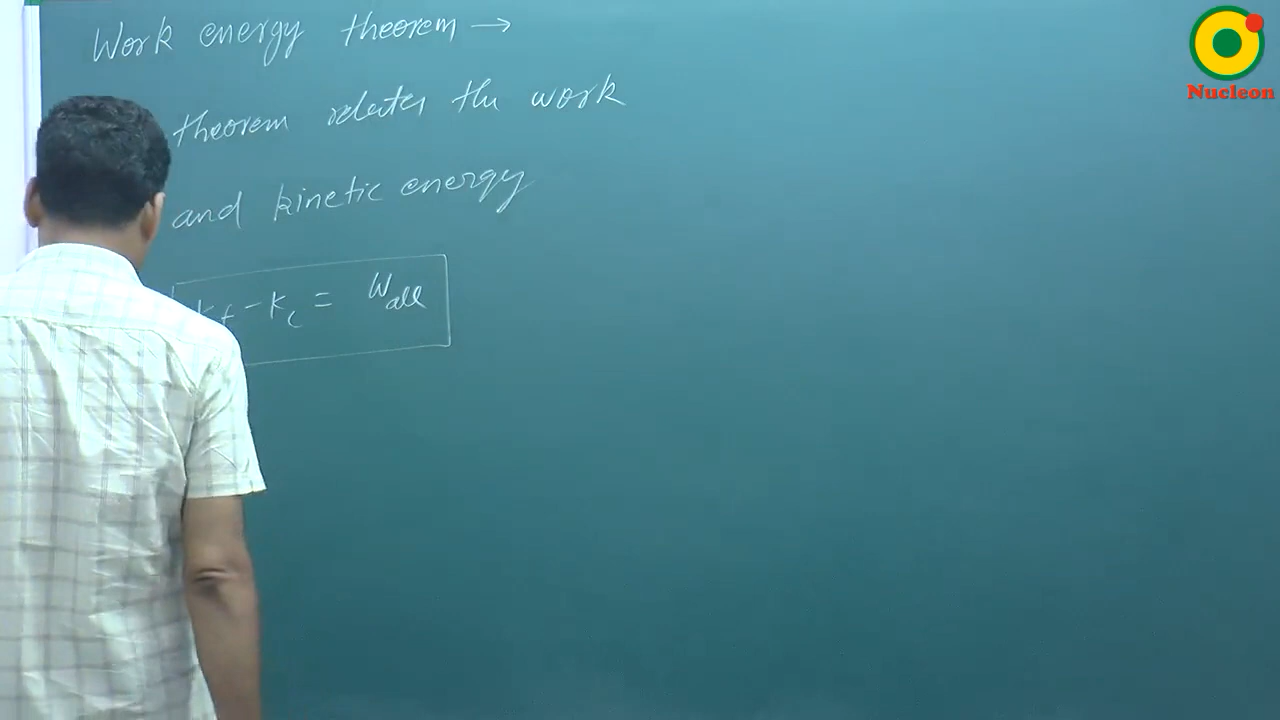 Work energy theorem →
theorem relates the work
and kinetic energy
Kf - Ki = Wall
Nucleon